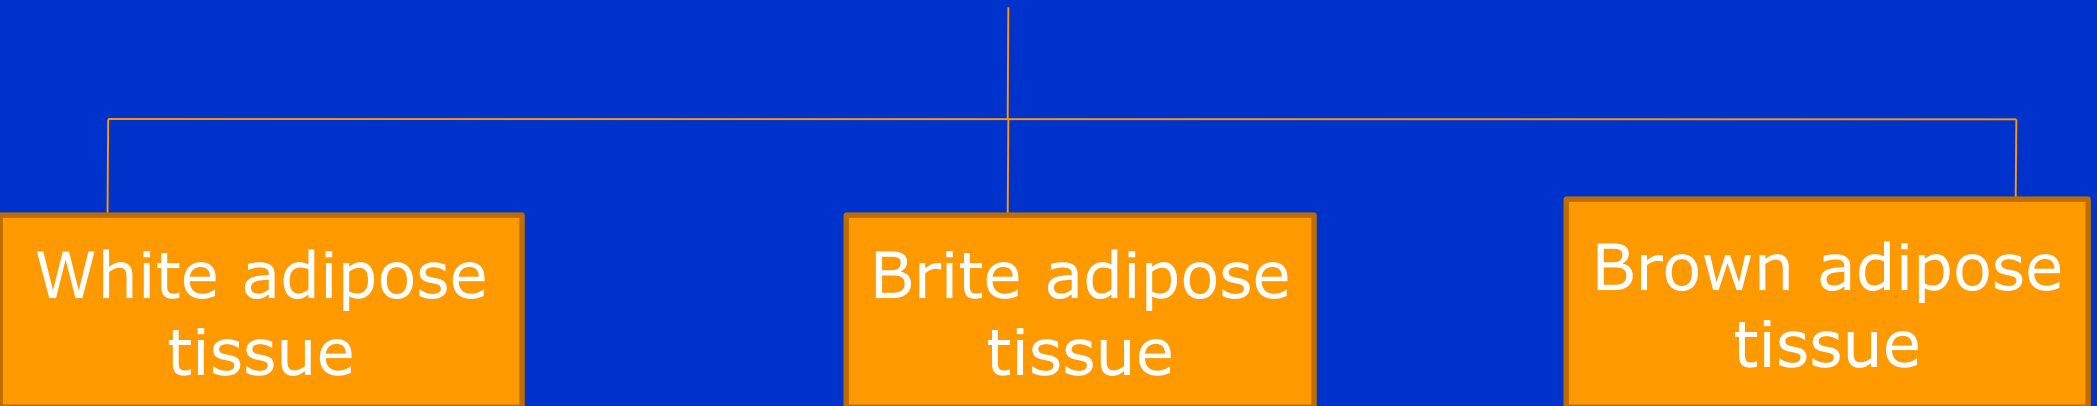 White adipose
tissue
Brite adipose
tissue
Brown adipose
tissue